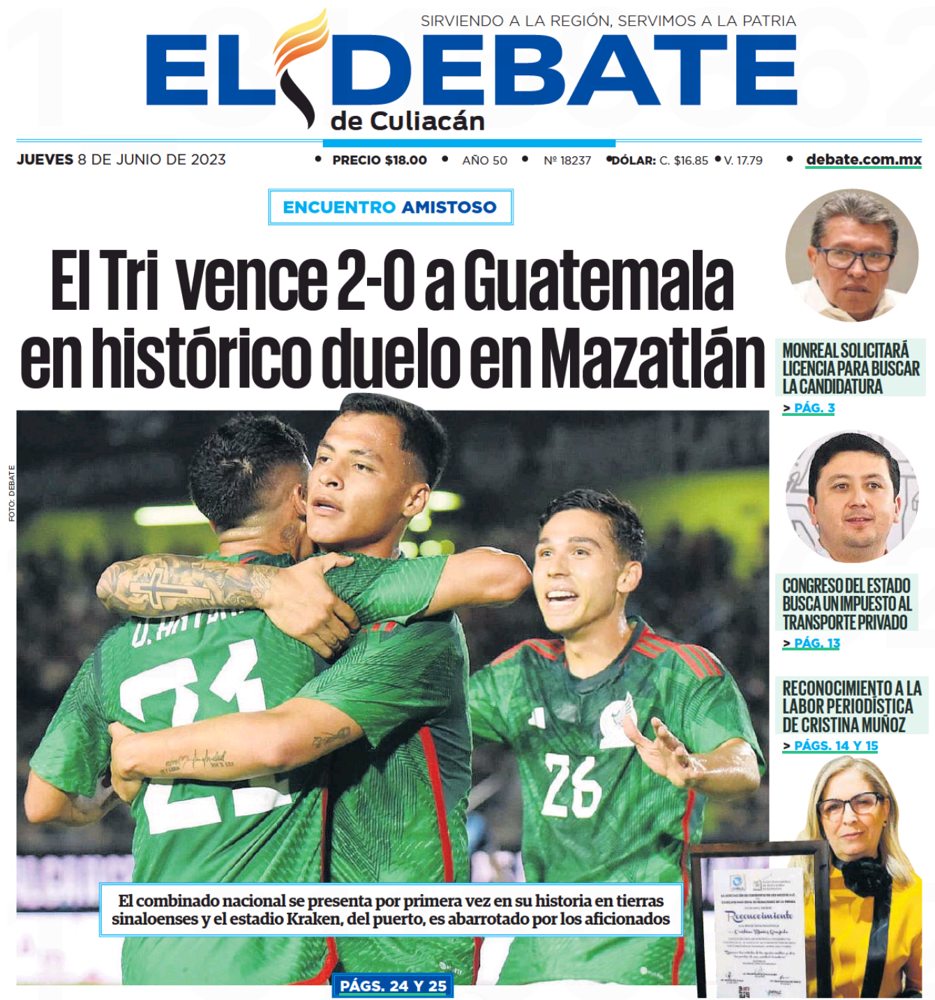 SIRVIENDO A LA REGIÓN, SERVIMOS A LA PATRIA
EL DEBATE
de Culiacán
JUEVES 8 DE JUNIO DE 2023 • PRECIO $18.00 • AÑO 50 • Nº 18237 •DÓLAR: C. $16.85 • V. 17.79 • debate.com.mx
ENCUENTRO AMISTOSO
El Tri vence 2-0 a Guatemala
en histórico duelo en Mazatlán
FOTO: DEBATE
21
26
El combinado nacional se presenta por primera vez en su historia en tierras
sinaloenses y el estadio Kraken, del puerto, es abarrotado por los aficionados
PÁGS. 24 Y 25
MONREAL SOLICITARÁ
LICENCIA PARA BUSCAR
LA CANDIDATURA
> PÁG. 3
CONGRESO DEL ESTADO
BUSCA UN IMPUESTO AL
TRANSPORTE PRIVADO
> PÁG. 13
RECONOCIMIENTO A LA
LABOR PERIODÍSTICA
DE CRISTINA MUÑOZ
> PÁGS. 14 Y 15
Reconocimiento